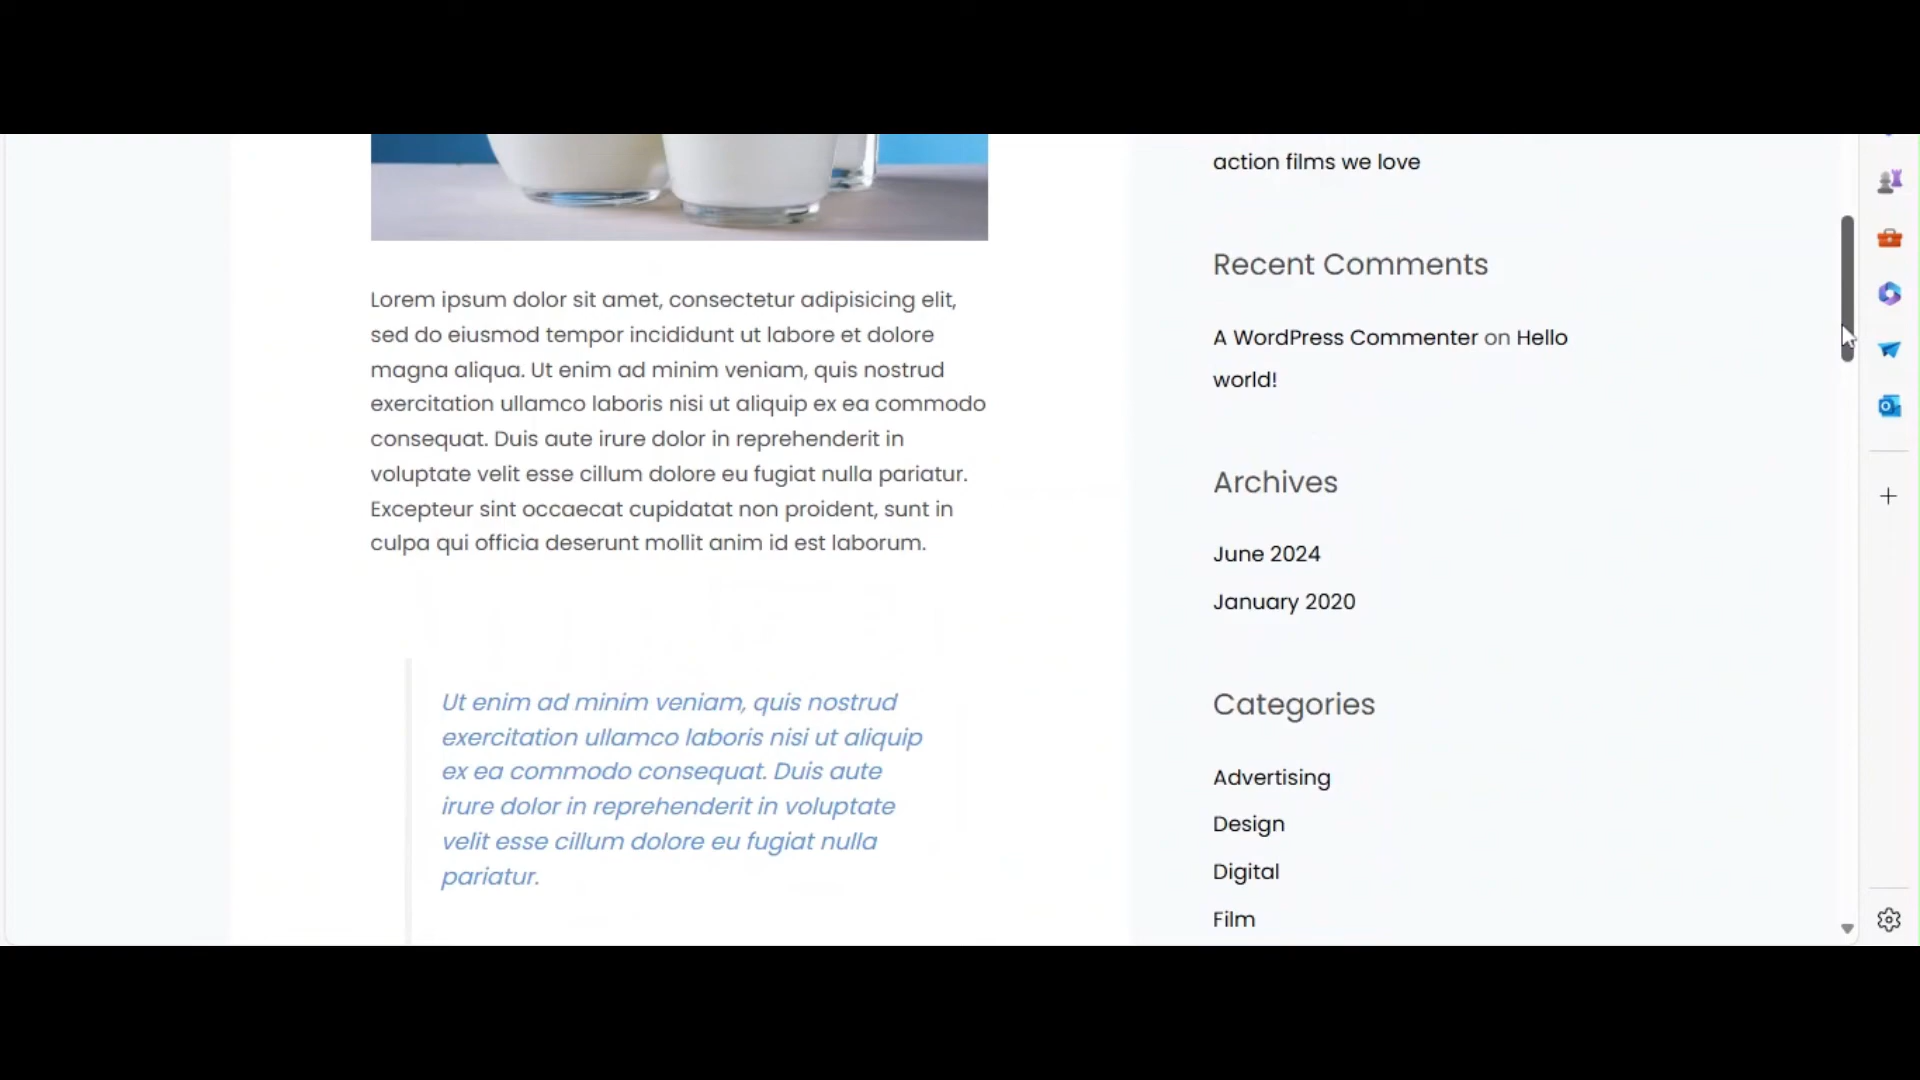 Lorem ipsum dolor sit amet, consectetur adipisicing elit,
sed do eiusmod tempor incididunt ut labore et dolore
magna aliqua. Ut enim ad minim veniam, quis nostrud
exercitation ullamco laboris nisi ut aliquip ex ea commodo
consequat. Duis aute irure dolor in reprehenderit in
voluptate velit esse cillum dolore eu fugiat nulla pariatur.
Excepteur sint occaecat cupidatat non proident, sunt in
culpa qui officia deserunt mollit anim id est laborum.
Ut enim ad minim veniam, quis nostrud
exercitation ullamco laboris nisi ut aliquip
ex ea commodo consequat. Duis aute
irure dolor in reprehenderit in voluptate
velit esse cillum dolore eu fugiat nulla
pariatur.
action films we love
Recent Comments
A WordPress Commenter on Hello
world!
Archives
June 2024
January 2020
Categories
Advertising
Design
Digital
Film